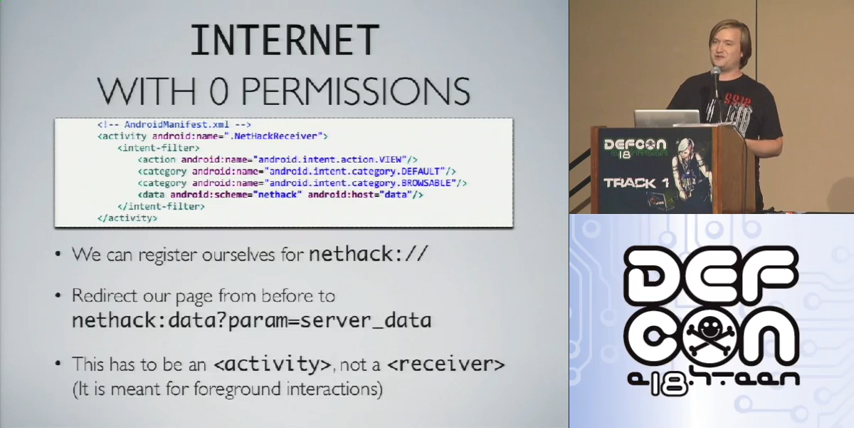 INTERNET
WITH 0 PERMISSIONS
<!-- AndroidManifest.xml -->
<activity android:name=".NetHackReceiver">
<intent-filter>
<action android:name="android.intent.action.VIEW"/>
<category android:name="android.intent.category.DEFAULT"/>
<category android:name="android.intent.category.BROWSABLE"/>
<data android:scheme="nethack" android:host="data"/>
</intent-filter>
</activity>
• We can register ourselves for nethack://
• Redirect our page from before to
nethack:data?param=server_data
• This has to be an <activity>, not a <receiver>
(It is meant for foreground interactions)
DEFCON
18
TRACK 1
DEF
CON
e18.hteen